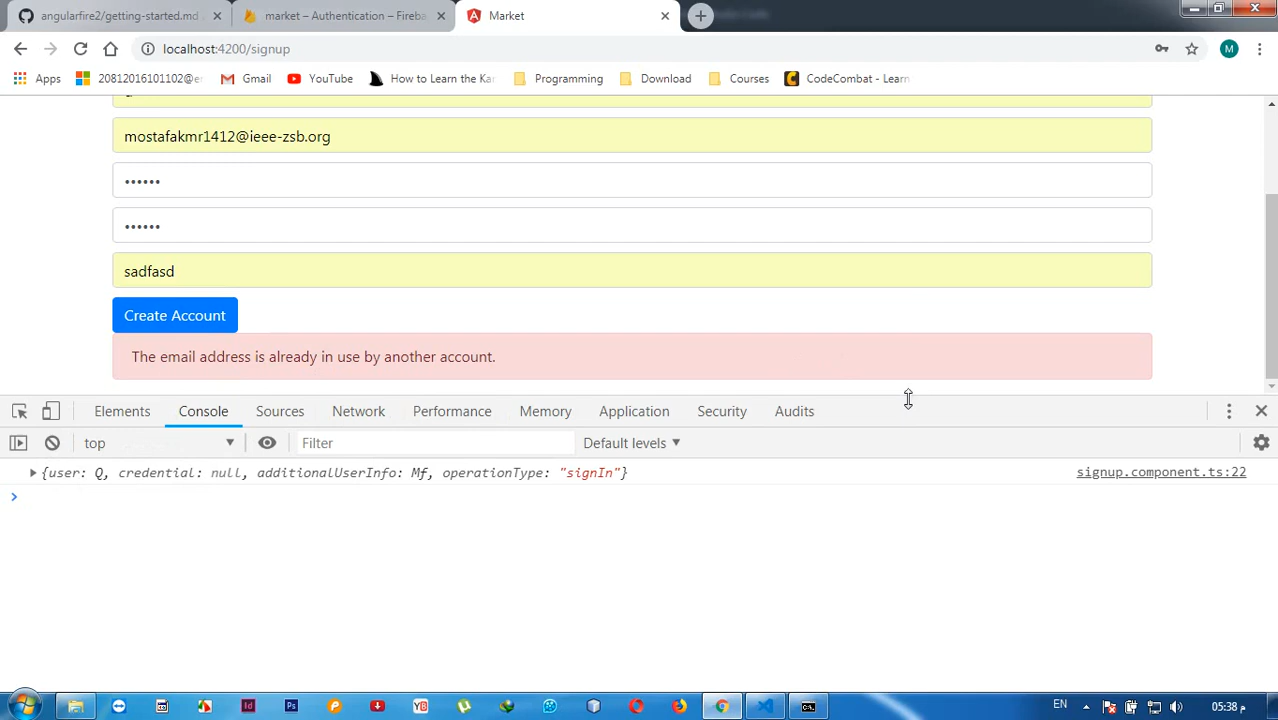 angularfire2/getting-started.md
market – Authentication – Fireba
Market
localhost:4200/signup
M
Apps
20812016101102@e
Gmail
YouTube
How to Learn the Kar
Programming
Download
Courses
CodeCombat - Learn
mostafakmr1412@ieee-zsb.org
••••••
••••••
sadfasd
Create Account
The email address is already in use by another account.
Elements
Console
Sources
Network
Performance
Memory
Application
Security
Audits
top
Filter
Default levels
{user: Q, credential: null, additionalUserInfo: Mf, operationType: "signIn"}
signup.component.ts:22
EN
05:38 م